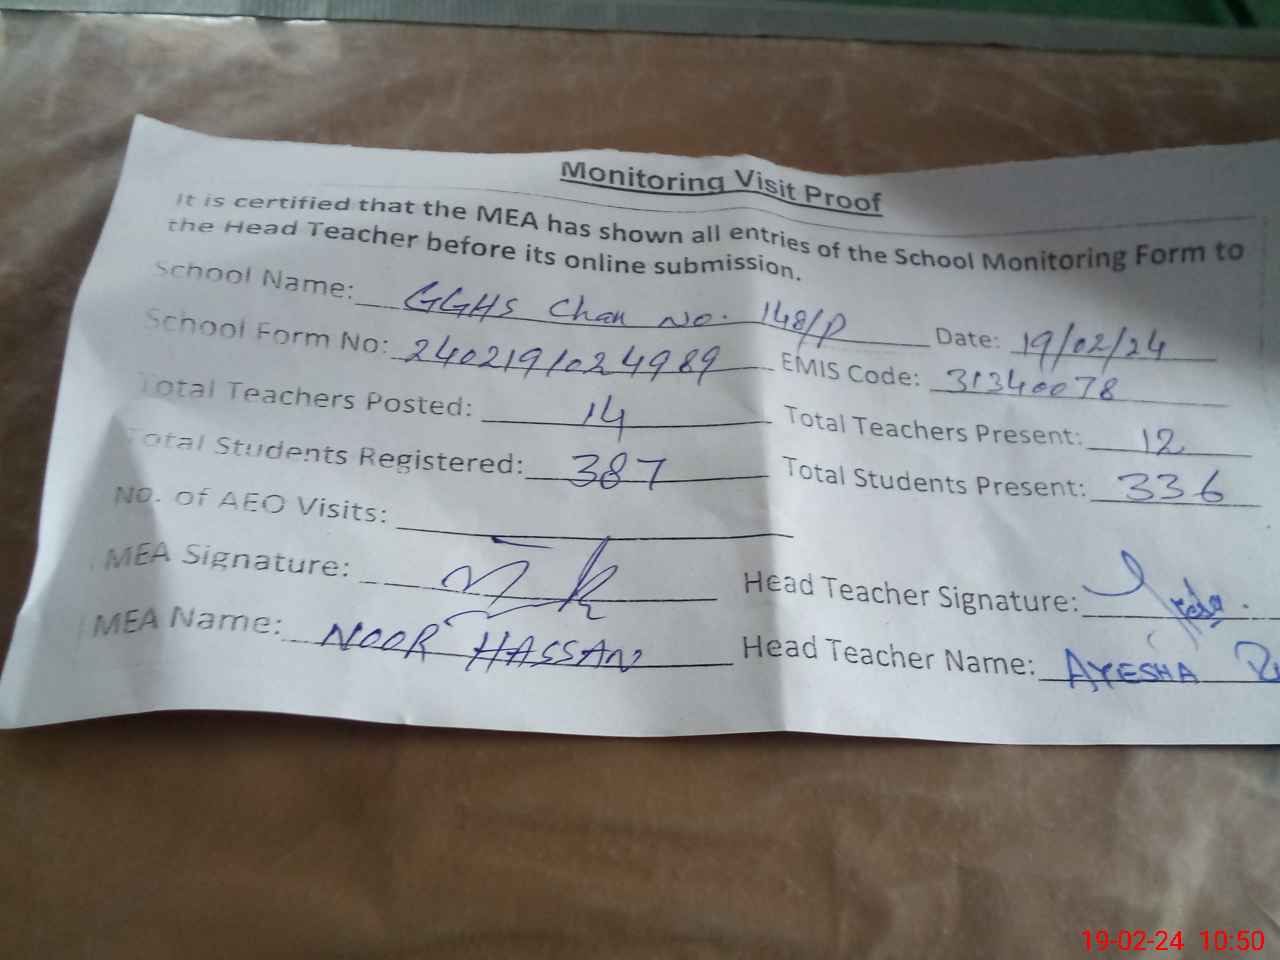 Monitoring Visit Proof
It is certified that the MEA has shown all entries of the School Monitoring Form to
the Head Teacher before its online submission.
School Name: GGHS Chak No. 148/P Date: 19/02/24
School Form No: 2402191024989 EMIS Code: 31340078
Total Teachers Posted: 14 Total Teachers Present: 12
Total Students Registered: 387 Total Students Present: 336
No. of AEO Visits:
MEA Signature: Head Teacher Signature:
MEA Name: NOOR HASSAN Head Teacher Name: AYESHA
19-02-24 10:50